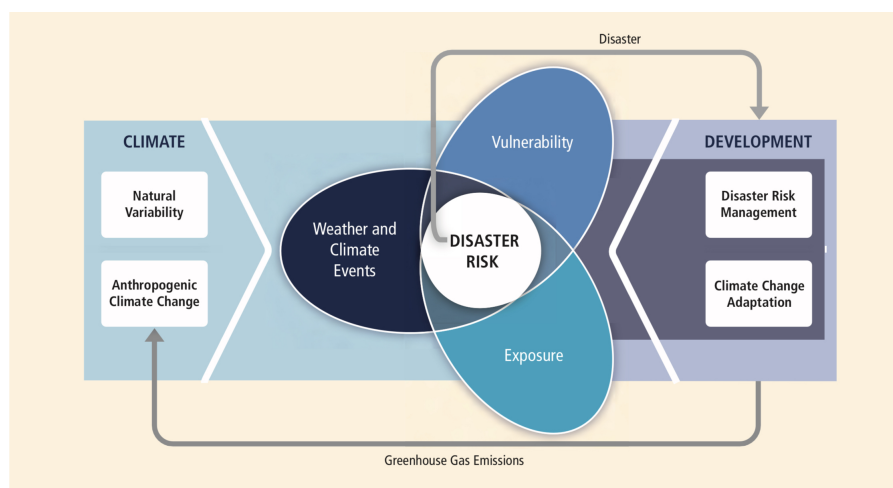 Disaster
CLIMATE
Natural
Variability
Anthropogenic
Climate Change
Vulnerability
Weather and
Climate
Events
DISASTER
RISK
Exposure
DEVELOPMENT
Disaster Risk
Management
Climate Change
Adaptation
Greenhouse Gas Emissions